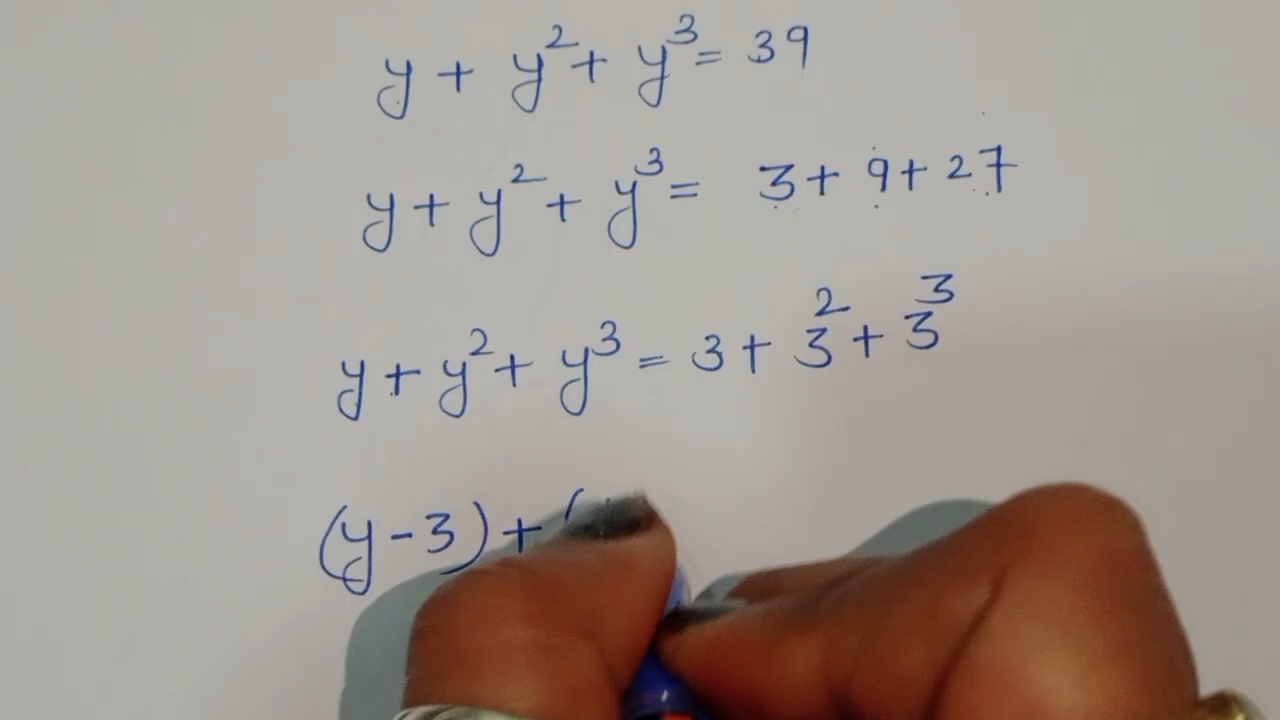 y + y² + y³ = 39
y + y² + y³ = 3 + 9 + 27
y + y² + y³ = 3 + 3² + 3³
(y - 3) + (